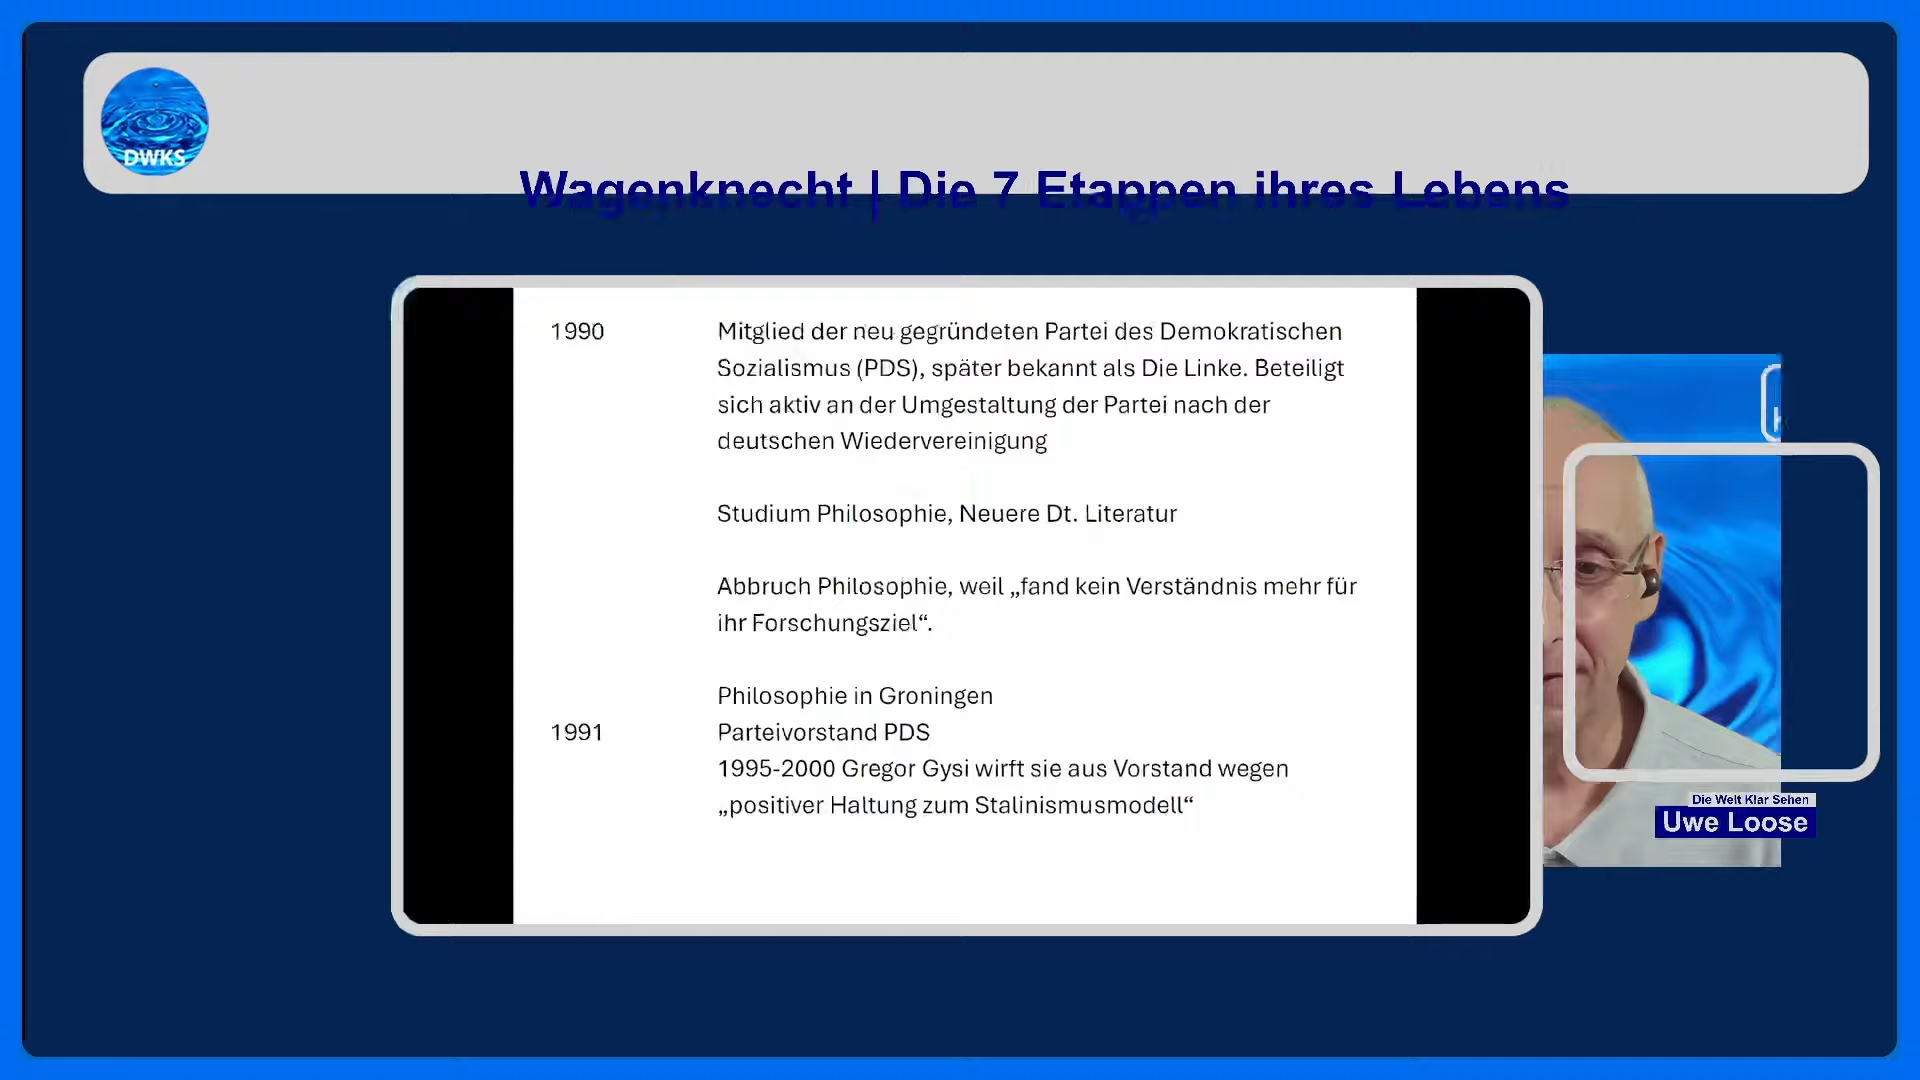 DWKS
Wagenknecht | Die 7 Etappen ihres Lebens
1990 Mitglied der neu gegründeten Partei des Demokratischen
Sozialismus (PDS), später bekannt als Die Linke. Beteiligt
sich aktiv an der Umgestaltung der Partei nach der
deutschen Wiedervereinigung
Studium Philosophie, Neuere Dt. Literatur
Abbruch Philosophie, weil „fand kein Verständnis mehr für
ihr Forschungsziel“.
Philosophie in Groningen
1991 Parteivorstand PDS
1995-2000 Gregor Gysi wirft sie aus Vorstand wegen
„positiver Haltung zum Stalinismusmodell“
Die Welt Klar Sehen
Uwe Loose